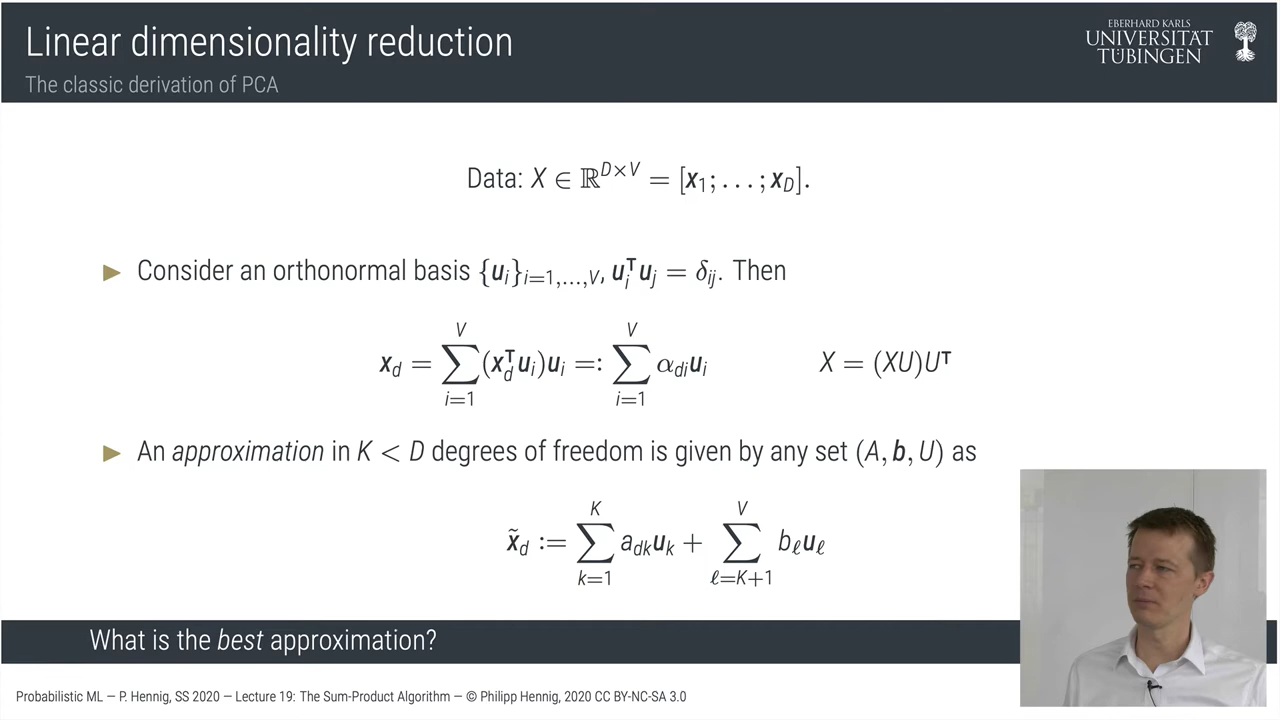 Linear dimensionality reduction
The classic derivation of PCA
EBERHARD KARLS
UNIVERSITÄT
TÜBINGEN
Data: X ∈ ℝ^{D×V} = [x_1; . . . ; x_D].
▶ Consider an orthonormal basis {u_i}_{i=1,...,V}, u_i^⊤ u_j = δ_{ij}. Then
x_d = ∑_{i=1}^{V} (x_d^⊤ u_i)u_i =: ∑_{i=1}^{V} α_{di} u_i    X = (XU)U^⊤
▶ An approximation in K < D degrees of freedom is given by any set (A, b, U) as
x̃_d := ∑_{k=1}^{K} a_{dk} u_k + ∑_{ℓ=K+1}^{V} b_ℓ u_ℓ
What is the best approximation?
Probabilistic ML — P. Hennig, SS 2020 — Lecture 19: The Sum-Product Algorithm — © Philipp Hennig, 2020 CC BY-NC-SA 3.0